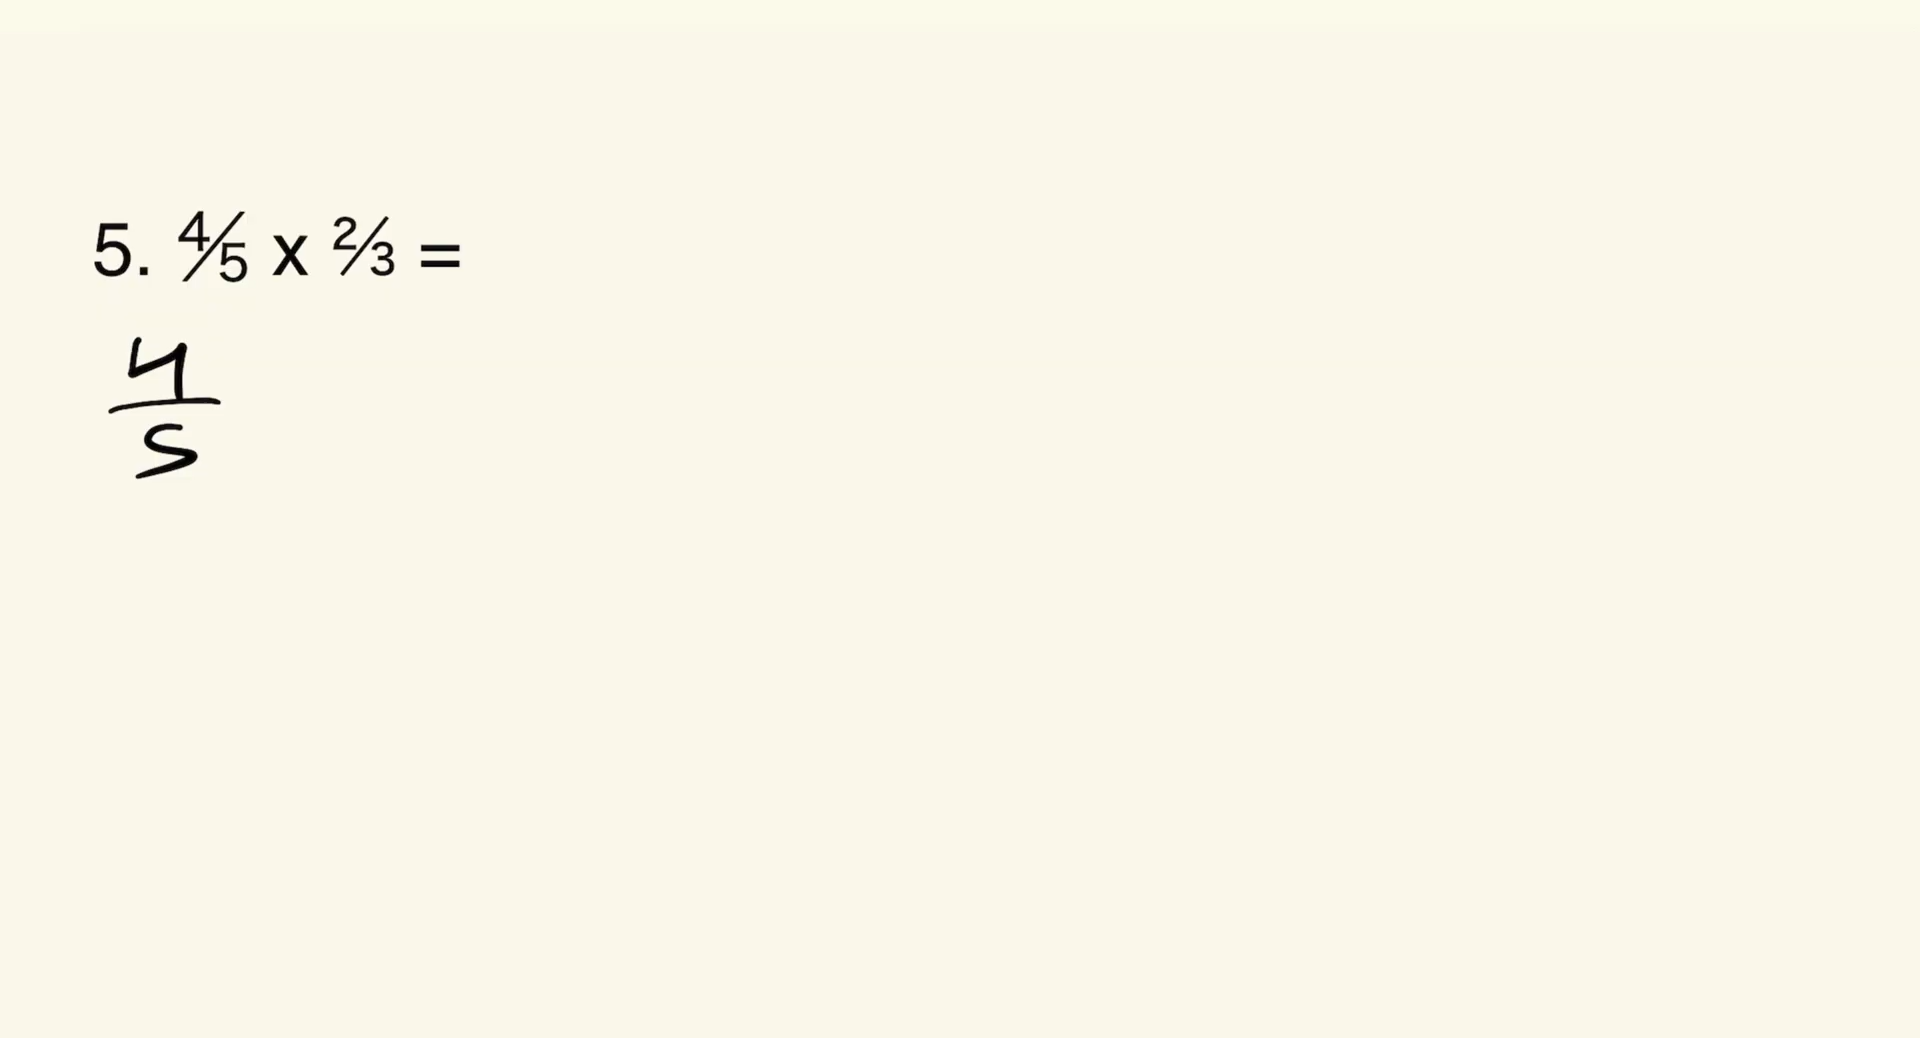 5. ⁴⁄₅ x ²⁄₃ =
4
5